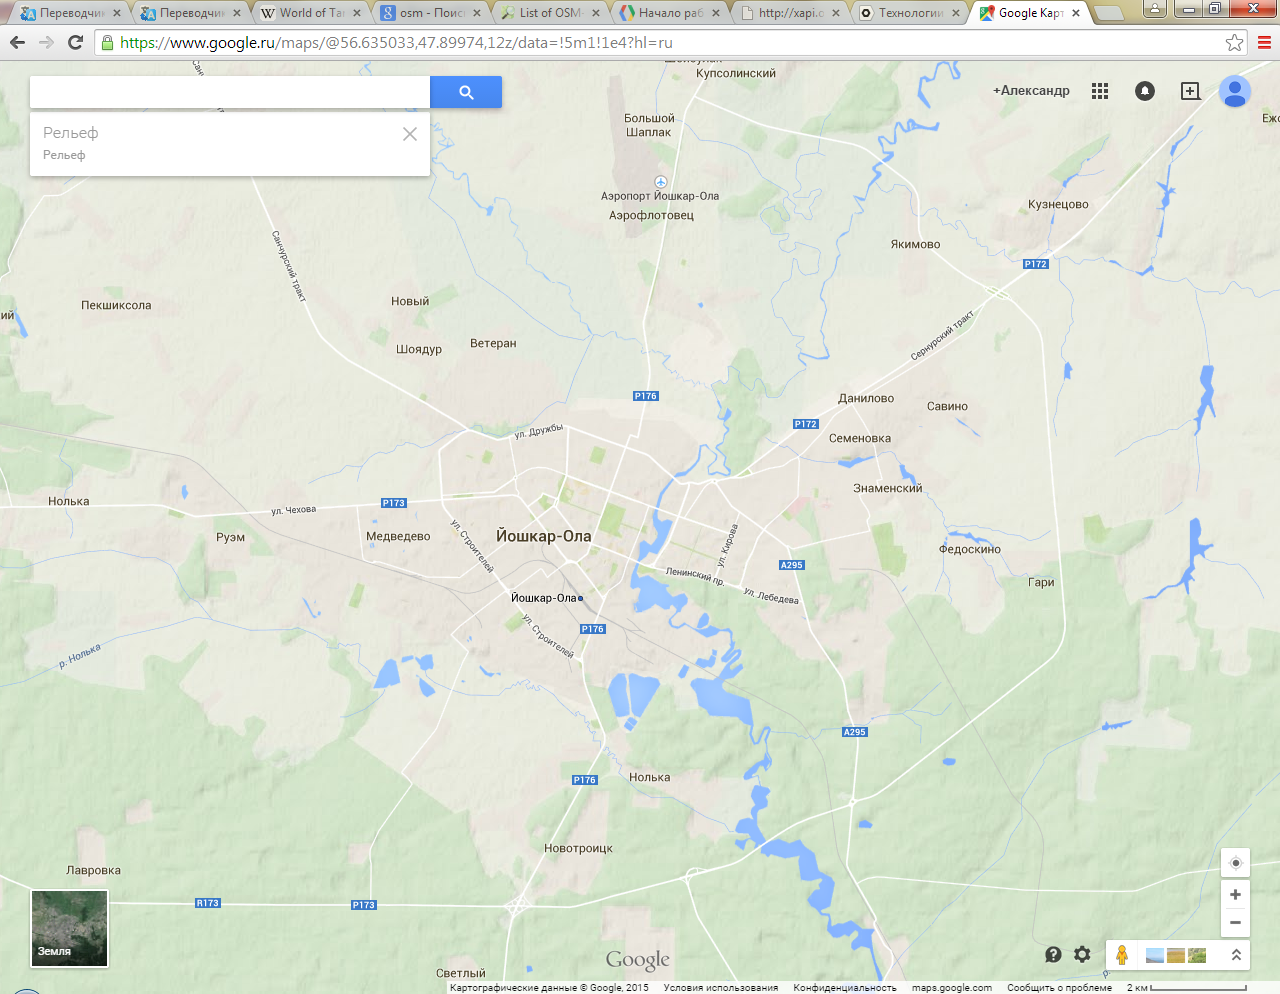 Переводчик
Переводчик
World of Tan
osm - Поис
List of OSM-
Начало раб
http://xapi.o
Технологии
Google Карт
https://www.google.ru/maps/@56.635033,47.89974,12z/data=!5m1!1e4?hl=ru
Рельеф
Рельеф
+Александр
Купсолинский
Большой
Шаплак
Аэропорт Йошкар-Ола
Аэрофлотовец
Кузнецово
Якимово
P172
Санчурский тракт
Пекшиксола
Новый
Шоядур
Ветеран
Сернурский тракт
P176
Данилово
Савино
P172
ул. Дружбы
Семеновка
Знаменский
Нолька
P173
ул. Чехова
Руэм
Медведево
ул. Строителей
Йошкар-Ола
ул. Кирова
Федоскино
A295
Гари
Ленинский пр.
ул. Лебедева
Йошкар-Ола
ул. Строителей
P176
р. Нолька
A295
P176
Нолька
Новотроицк
Лавровка
R173
P173
Земля
Google
Светлый
Картографические данные © Google, 2015 Условия использования Конфиденциальность maps.google.com Сообщить о проблеме 2 км